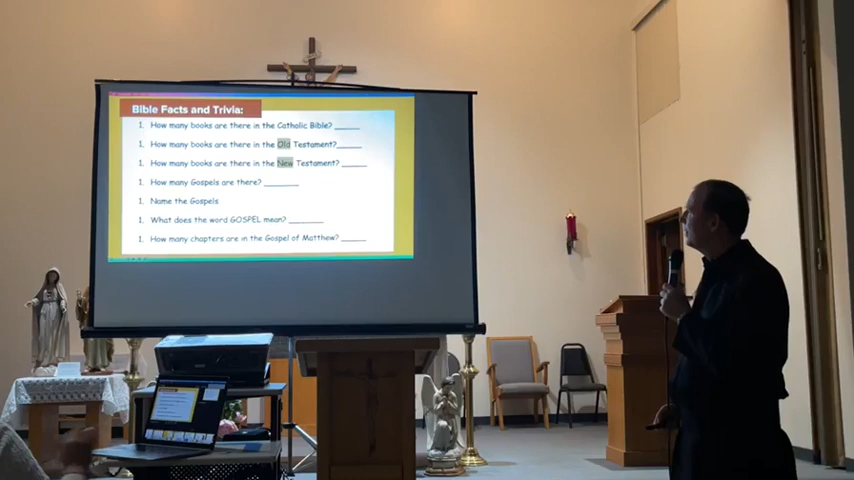 Bible Facts and Trivia:
1. How many books are there in the Catholic Bible? _____
1. How many books are there in the Old Testament?_____
1. How many books are there in the New Testament? _____
1. How many Gospels are there? _______
1. Name the Gospels
1. What does the word GOSPEL mean? _______
1. How many chapters are in the Gospel of Matthew? _____